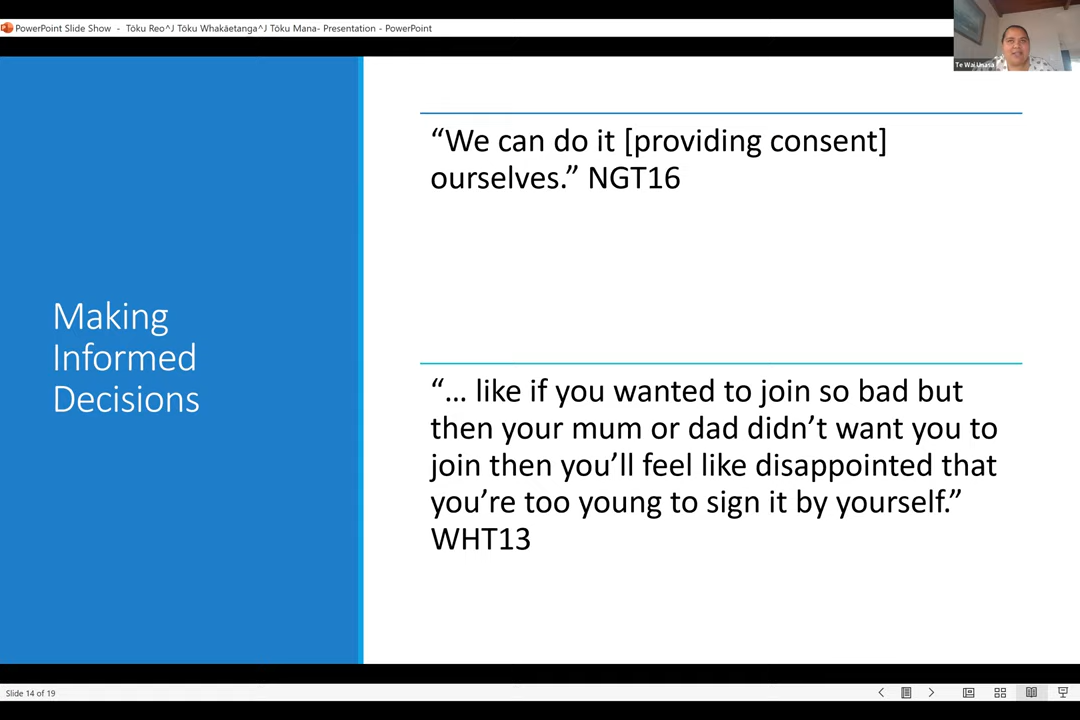 PowerPoint Slide Show - Tōku Reo^J Tōku Whakāetanga^J Tōku Mana- Presentation - PowerPoint
Making
Informed
Decisions
“We can do it [providing consent]
ourselves.” NGT16
“… like if you wanted to join so bad but
then your mum or dad didn’t want you to
join then you’ll feel like disappointed that
you’re too young to sign it by yourself.”
WHT13
Slide 14 of 19